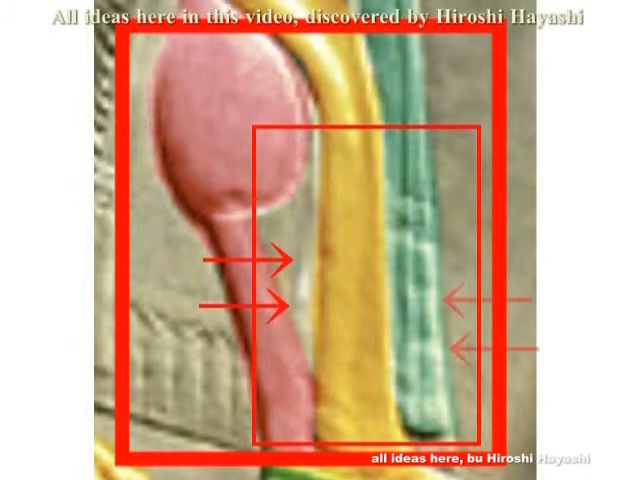 All ideas here in this video, discovered by Hiroshi Hayashi
all ideas here, bu Hiroshi Hayashi